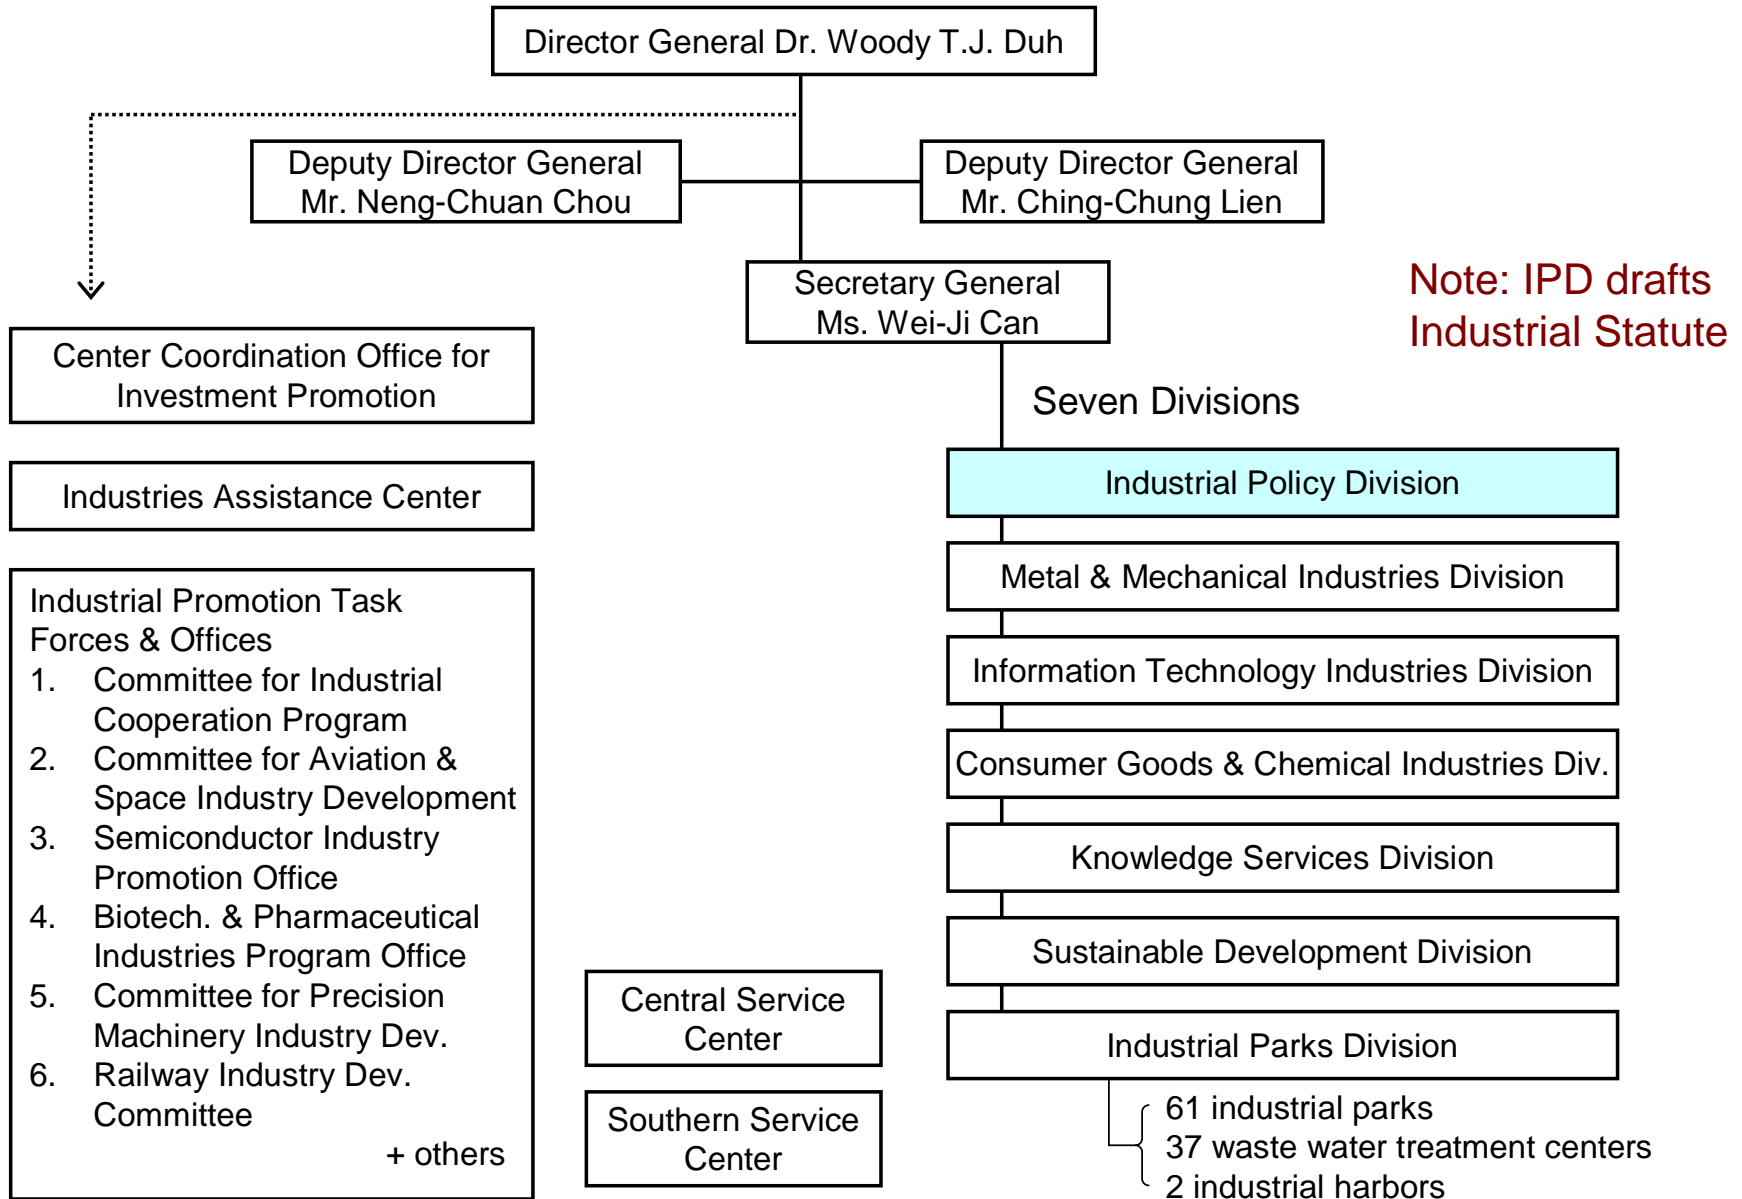 Director General Dr. Woody T.J. Duh
Deputy Director General
Mr. Neng-Chuan Chou
Deputy Director General
Mr. Ching-Chung Lien
Secretary General
Ms. Wei-Ji Can
Note: IPD drafts
Industrial Statute
Center Coordination Office for
Investment Promotion
Industries Assistance Center
Industrial Promotion Task
Forces & Offices
1. Committee for Industrial
Cooperation Program
2. Committee for Aviation &
Space Industry Development
3. Semiconductor Industry
Promotion Office
4. Biotech. & Pharmaceutical
Industries Program Office
5. Committee for Precision
Machinery Industry Dev.
6. Railway Industry Dev.
Committee
+ others
Central Service
Center
Southern Service
Center
Seven Divisions
Industrial Policy Division
Metal & Mechanical Industries Division
Information Technology Industries Division
Consumer Goods & Chemical Industries Div.
Knowledge Services Division
Sustainable Development Division
Industrial Parks Division
61 industrial parks
37 waste water treatment centers
2 industrial harbors